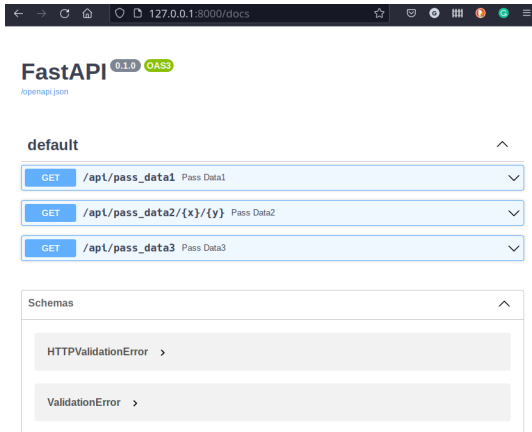 127.0.0.1:8000/docs
FastAPI 0.1.0 OAS3
/openapi.json
default
GET /api/pass_data1 Pass Data1
GET /api/pass_data2/{x}/{y} Pass Data2
GET /api/pass_data3 Pass Data3
Schemas
HTTPValidationError
ValidationError